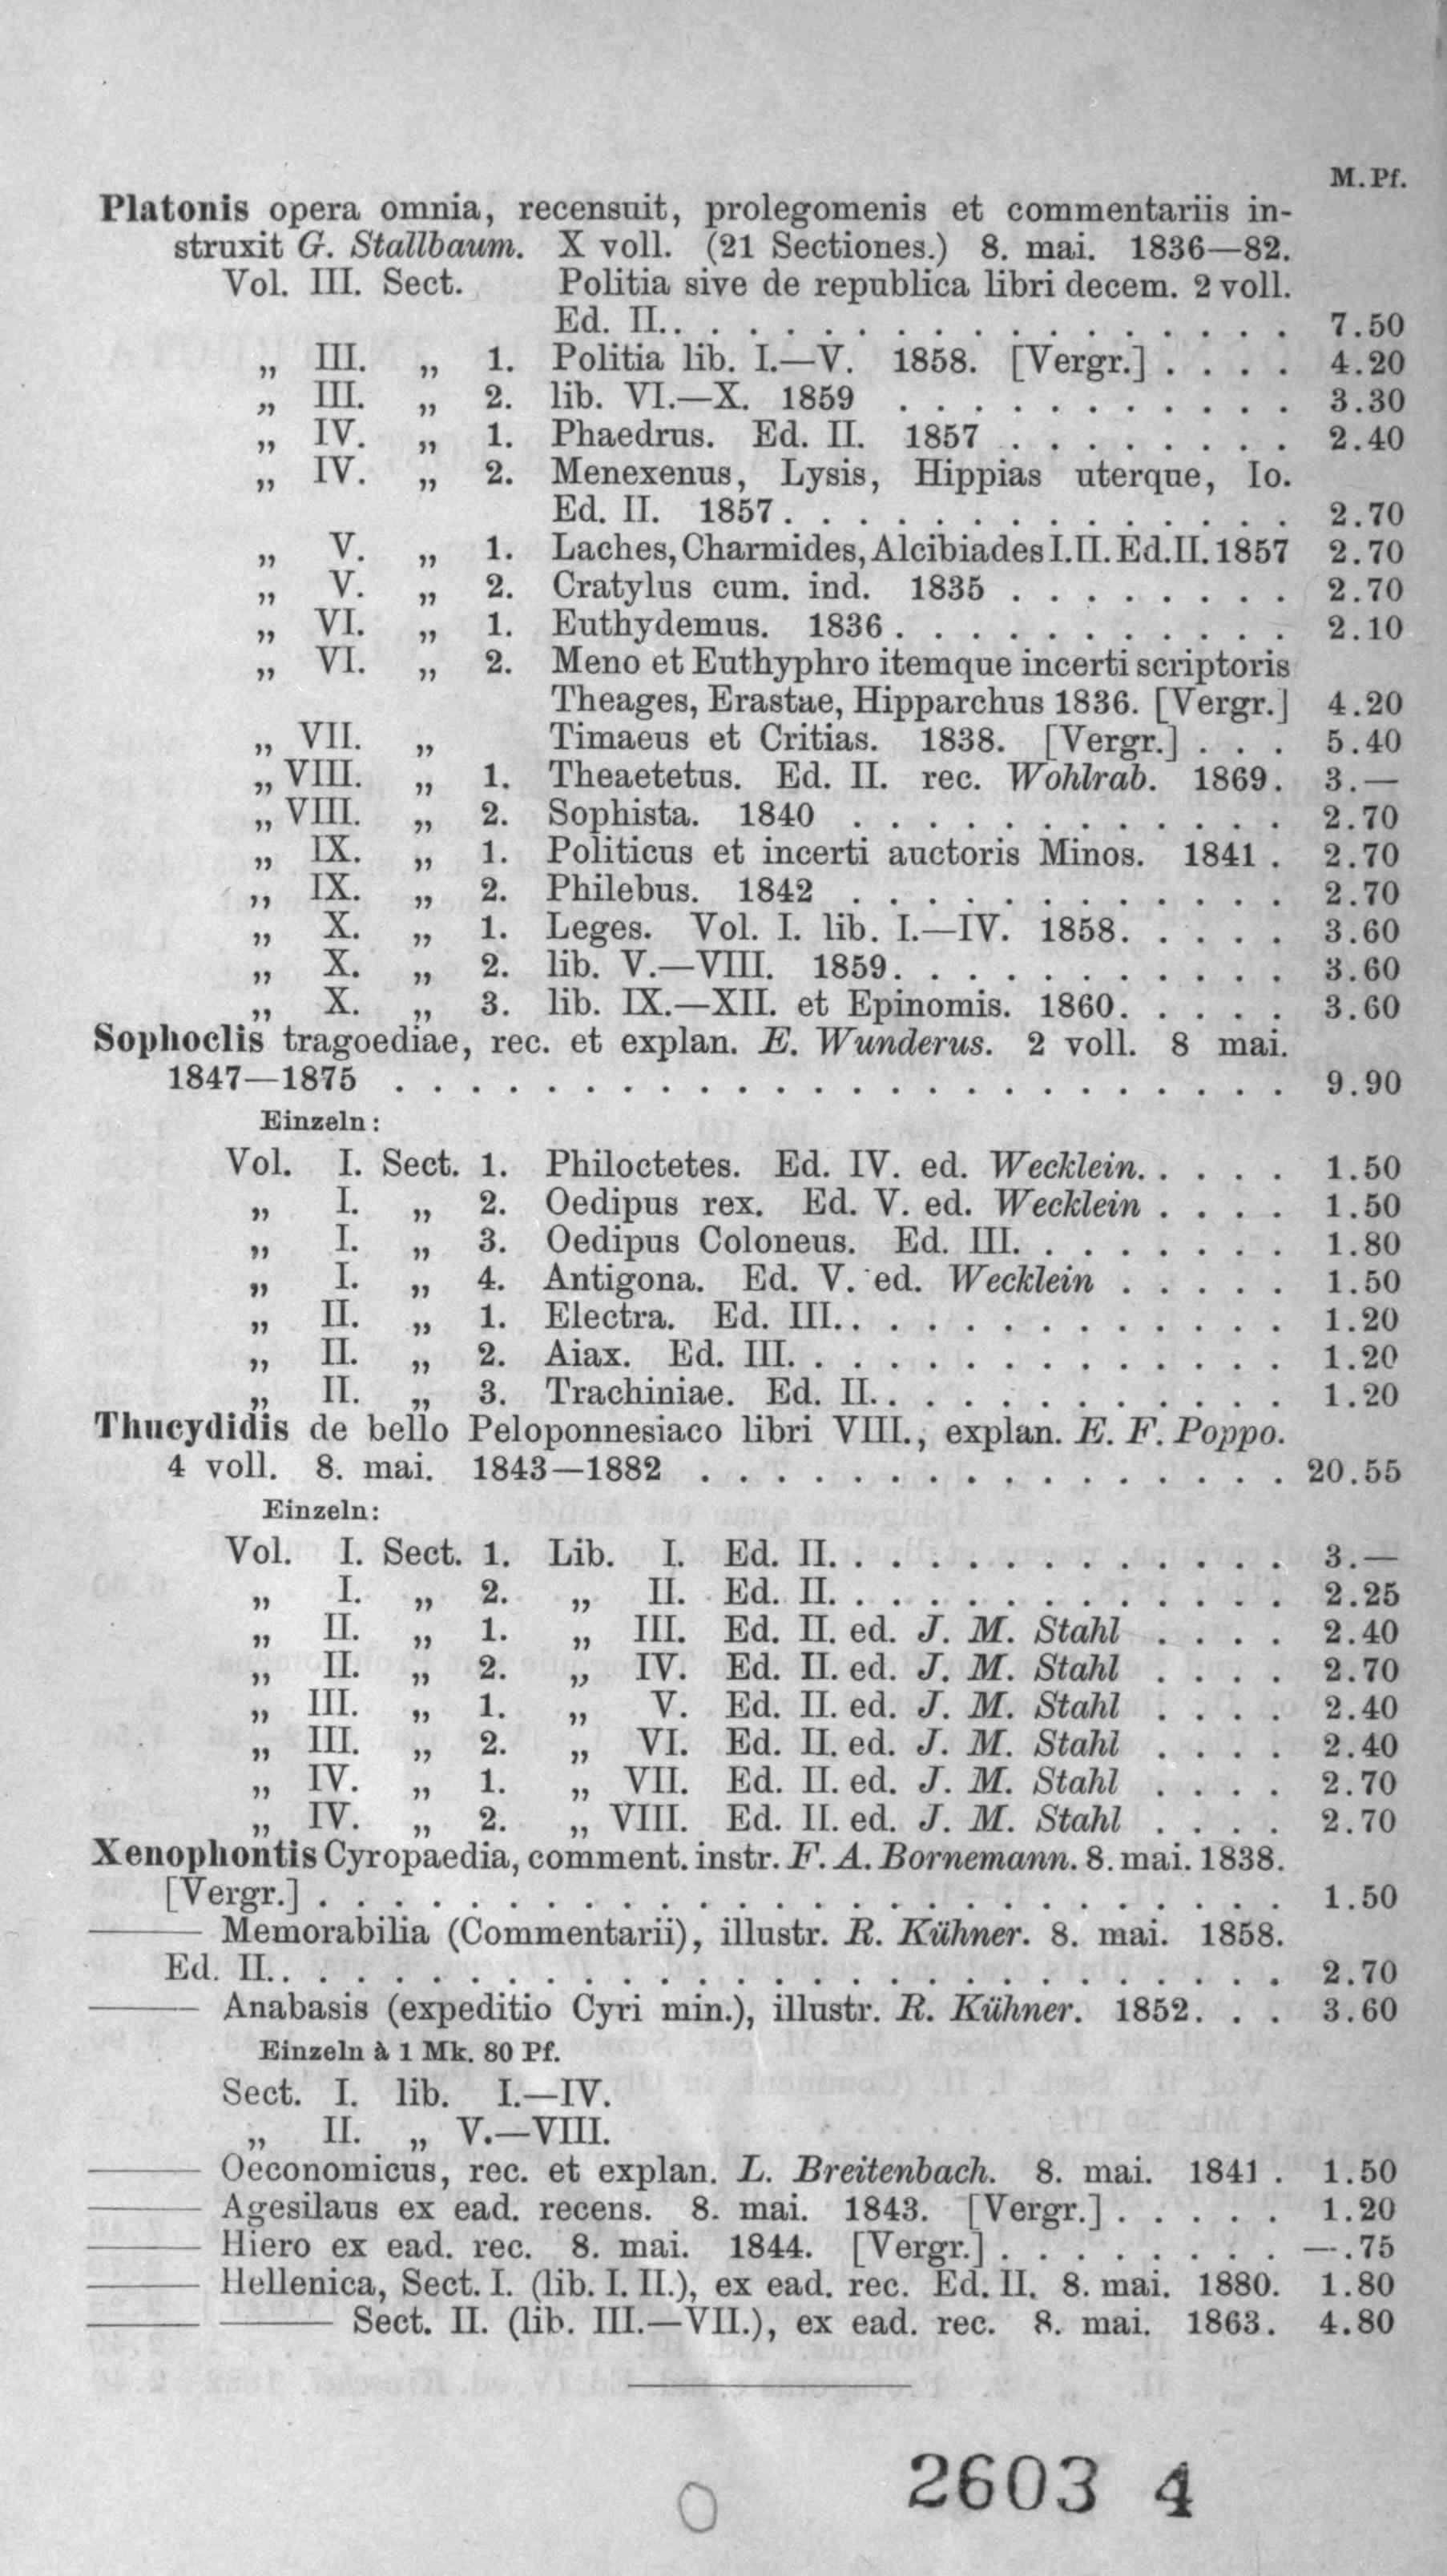 M. Pf.
Platonis opera omnia, recensuit, prolegomenis et commentariis in-
struxit G. Stallbaum. X voll. (21 Sectiones.) 8. mai. 1836—82.
Vol. III. Sect. Politia sive de republica libri decem. 2 voll.
Ed. II. . . . . . . . . . . . . . . . . . 7.50
„ III. „ 1. Politia lib. I.—V. 1858. [Vergr.] . . . . 4.20
„ III. „ 2. lib. VI.—X. 1859 . . . . . . . . . . . 3.30
„ IV. „ 1. Phaedrus. Ed. II. 1857 . . . . . . . . 2.40
„ IV. „ 2. Menexenus, Lysis, Hippias uterque, Io.
Ed. II. 1857 . . . . . . . . . . . . . . 2.70
„ V. „ 1. Laches, Charmides, Alcibiades I. II. Ed. II. 1857 2.70
„ V. „ 2. Cratylus cum. ind. 1835 . . . . . . . . 2.70
„ VI. „ 1. Euthydemus. 1836 . . . . . . . . . . . 2.10
„ VI. „ 2. Meno et Euthyphro itemque incerti scriptoris
Theages, Erastae, Hipparchus 1836. [Vergr.] 4.20
„ VII. „ Timaeus et Critias. 1838. [Vergr.] . . . 5.40
„ VIII. „ 1. Theaetetus. Ed. II. rec. Wohlrab. 1869. 3.—
„ VIII. „ 2. Sophista. 1840 . . . . . . . . . . . . 2.70
„ IX. „ 1. Politicus et incerti auctoris Minos. 1841 . 2.70
„ IX. „ 2. Philebus. 1842 . . . . . . . . . . . . 2.70
„ X. „ 1. Leges. Vol. I. lib. I.—IV. 1858. . . . . 3.60
„ X. „ 2. lib. V.—VIII. 1859. . . . . . . . . . . 3.60
„ X. „ 3. lib. IX.—XII. et Epinomis. 1860. . . . . 3.60
Sophoclis tragoediae, rec. et explan. E. Wunderus. 2 voll. 8 mai.
1847—1875 . . . . . . . . . . . . . . . . . . . . . . . . 9.90
Einzeln:
Vol. I. Sect. 1. Philoctetes. Ed. IV. ed. Wecklein. . . . . 1.50
„ I. „ 2. Oedipus rex. Ed. V. ed. Wecklein . . . . 1.50
„ I. „ 3. Oedipus Coloneus. Ed. III. . . . . . . . 1.80
„ I. „ 4. Antigona. Ed. V. ed. Wecklein . . . . . 1.50
„ II. „ 1. Electra. Ed. III. . . . . . . . . . . . . 1.20
„ II. „ 2. Aiax. Ed. III. . . . . . . . . . . . . . 1.20
„ II. „ 3. Trachiniae. Ed. II. . . . . . . . . . . . 1.20
Thucydidis de bello Peloponnesiaco libri VIII., explan. E. F. Poppo.
4 voll. 8. mai. 1843—1882 . . . . . . . . . . . . . . . . 20.55
Einzeln:
Vol. I. Sect. 1. Lib. I. Ed. II. . . . . . . . . . . . . 3.—
„ I. „ 2. „ II. Ed. II. . . . . . . . . . . . . 2.25
„ II. „ 1. „ III. Ed. II. ed. J. M. Stahl . . . . 2.40
„ II. „ 2. „ IV. Ed. II. ed. J. M. Stahl . . . . 2.70
„ III. „ 1. „ V. Ed. II. ed. J. M. Stahl . . . . 2.40
„ III. „ 2. „ VI. Ed. II. ed. J. M. Stahl . . . . 2.40
„ IV. „ 1. „ VII. Ed. II. ed. J. M. Stahl . . . . 2.70
„ IV. „ 2. „ VIII. Ed. II. ed. J. M. Stahl . . . . 2.70
Xenophontis Cyropaedia, comment. instr. F. A. Bornemann. 8. mai. 1838.
[Vergr.] . . . . . . . . . . . . . . . . . . . . . . . . . . 1.50
—— Memorabilia (Commentarii), illustr. R. Kühner. 8. mai. 1858.
Ed. II. . . . . . . . . . . . . . . . . . . . . . . . . . . . 2.70
—— Anabasis (expeditio Cyri min.), illustr. R. Kühner. 1852. . . 3.60
Einzeln à 1 Mk. 80 Pf.
Sect. I. lib. I.—IV.
„ II. „ V.—VIII.
—— Oeconomicus, rec. et explan. L. Breitenbach. 8. mai. 1841 . 1.50
—— Agesilaus ex ead. recens. 8. mai. 1843. [Vergr.] . . . . . 1.20
—— Hiero ex ead. rec. 8. mai. 1844. [Vergr.] . . . . . . . . —.75
—— Hellenica, Sect. I. (lib. I. II.), ex ead. rec. Ed. II. 8. mai. 1880. 1.80
—— —— Sect. II. (lib. III.—VII.), ex ead. rec. 8. mai. 1863. 4.80
2603 4